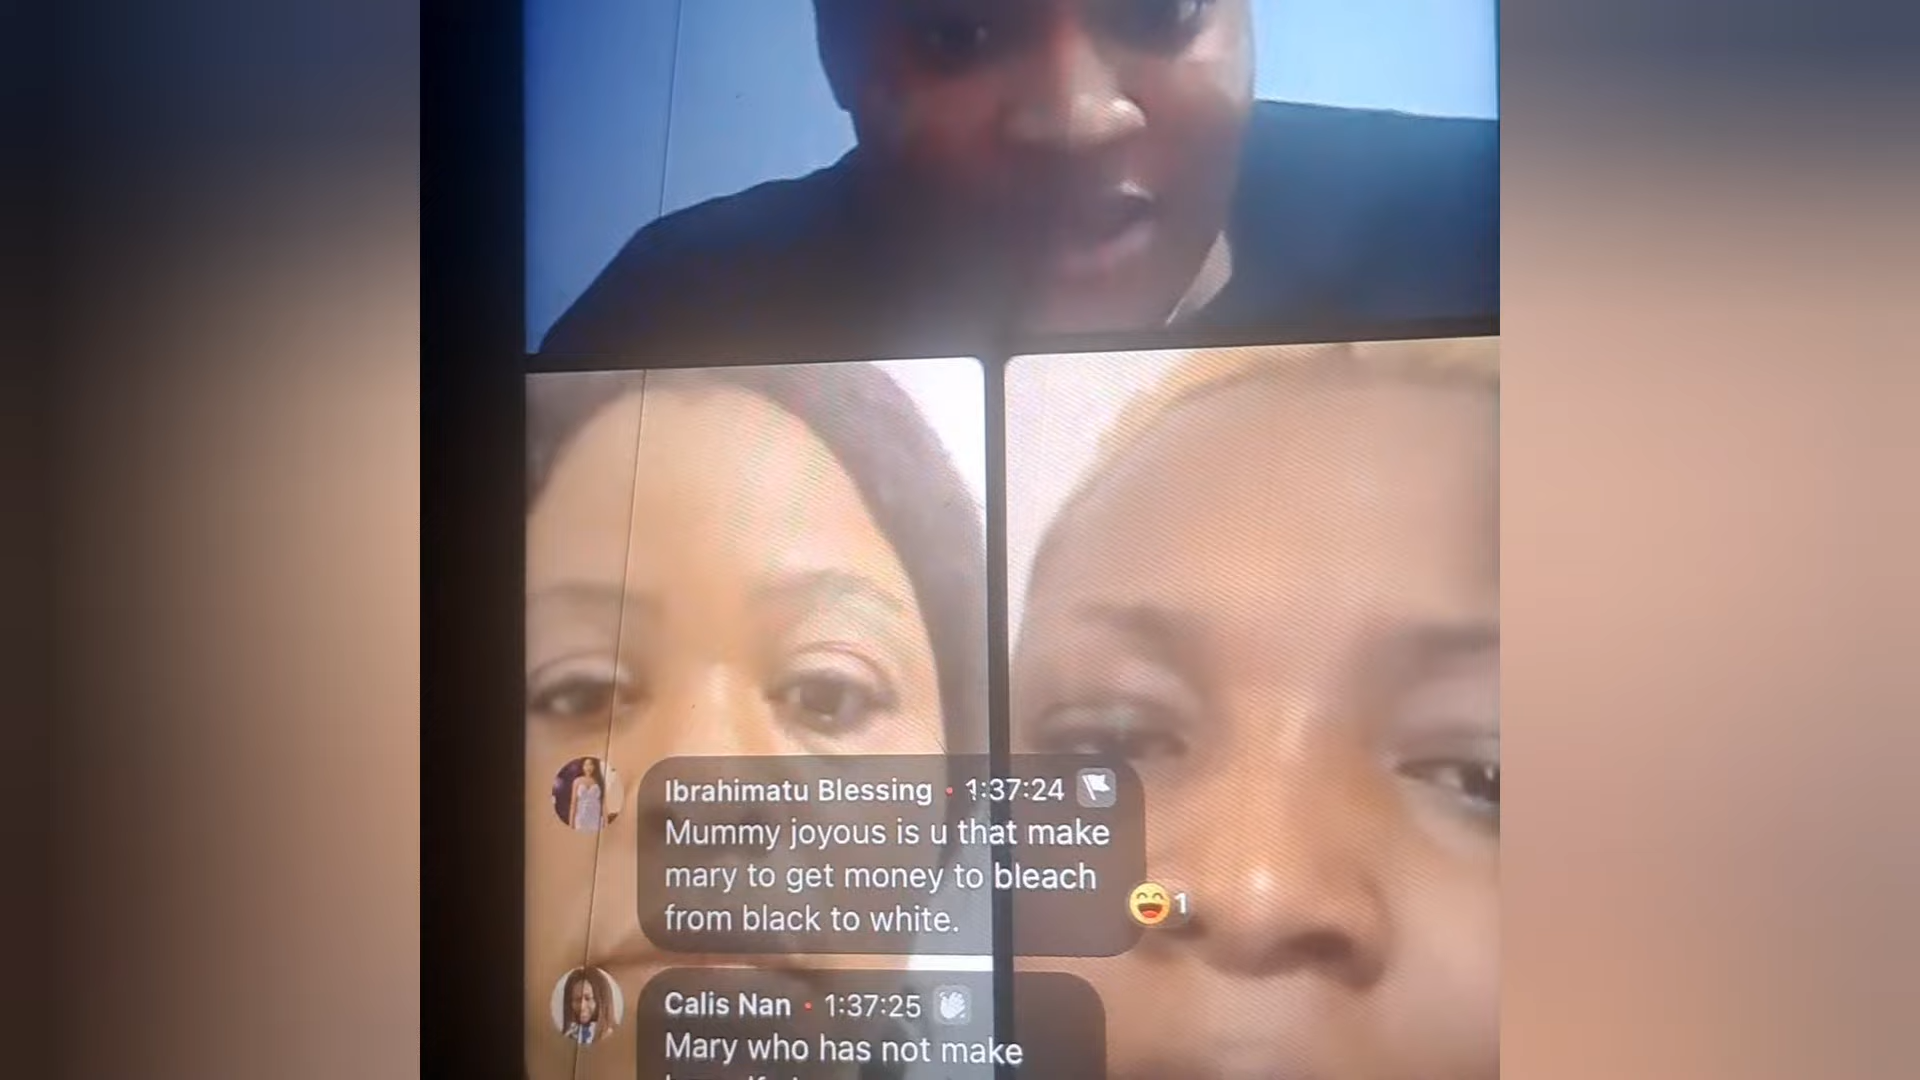 Ibrahimatu Blessing • 1:37:24
Mummy joyous is u that make
mary to get money to bleach
from black to white.
1
Calis Nan • 1:37:25
Mary who has not make